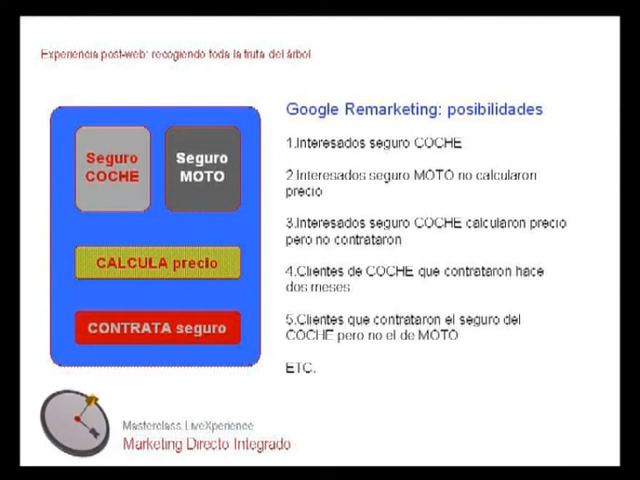 Experiencia post-web: recogiendo toda la fruta del árbol
Google Remarketing: posibilidades
Seguro
COCHE
Seguro
MOTO
CALCULA precio
CONTRATA seguro
1.Interesados seguro COCHE
2.Interesados seguro MOTO no calcularon
precio
3.Interesados seguro COCHE calcularon precio
pero no contrataron
4.Clientes de COCHE que contrataron hace
dos meses
5.Clientes que contrataron el seguro del
COCHE pero no el de MOTO
ETC.
Masterclass LiveXperience
Marketing Directo Integrado